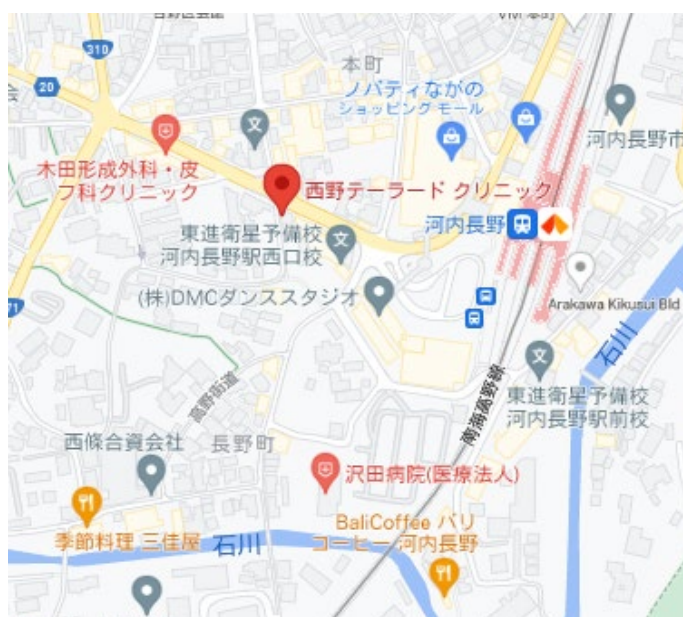 310
本町
20
ノバティながの
ショッピング モール
河内長野市
木田形成外科・皮
フ科クリニック
西野テーラード クリニック
東進衛星予備校
河内長野駅西口校
河内長野
(株)DMCダンススタジオ
Arakawa Kikusui Bld
石川
71
高野街道
南海高野線
東進衛星予備校
河内長野駅前校
西條合資会社
長野町
沢田病院(医療法人)
BaliCoffee バリ
コーヒー 河内長野
石川
季節料理 三佳屋